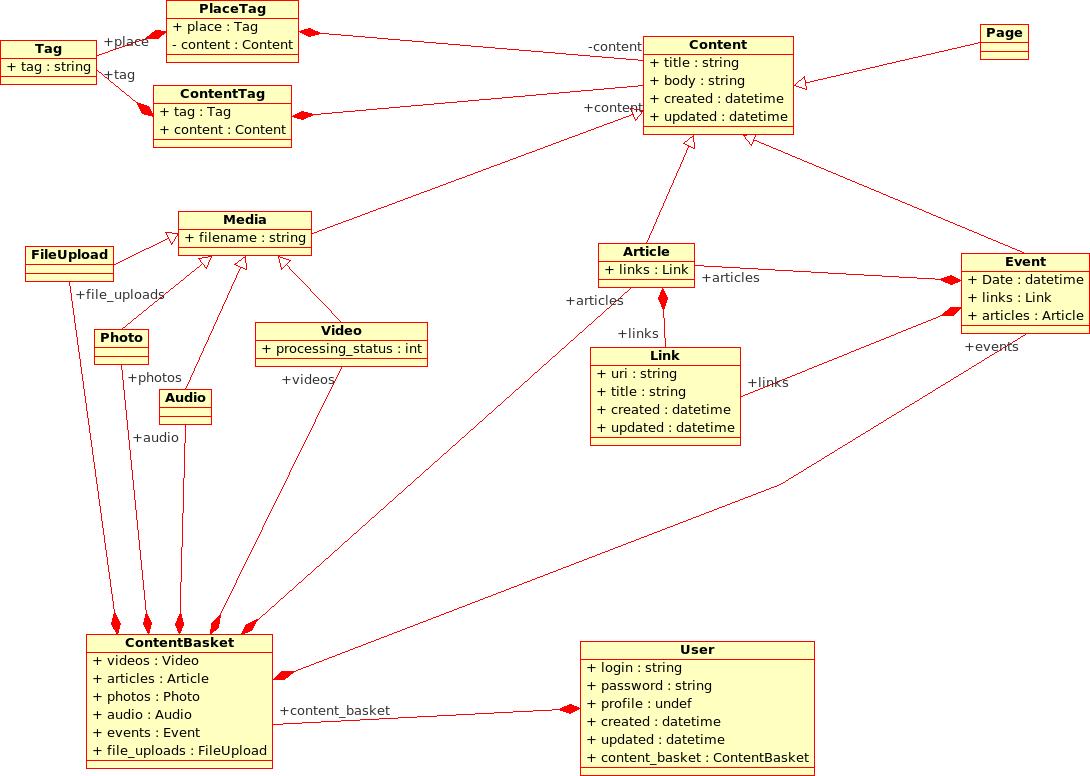 PlaceTag
+ place : Tag
- content : Content
Tag
+ tag : string
+place
+tag
ContentTag
+ tag : Tag
+ content : Content
-content
+content
Content
+ title : string
+ body : string
+ created : datetime
+ updated : datetime
Page
Media
+ filename : string
FileUpload
+file_uploads
Photo
+photos
Audio
+audio
Video
+ processing_status : int
+videos
Article
+ links : Link
+articles
+articles
+links
Link
+ uri : string
+ title : string
+ created : datetime
+ updated : datetime
+links
Event
+ Date : datetime
+ links : Link
+ articles : Article
+events
ContentBasket
+ videos : Video
+ articles : Article
+ photos : Photo
+ audio : Audio
+ events : Event
+ file_uploads : FileUpload
+content_basket
User
+ login : string
+ password : string
+ profile : undef
+ created : datetime
+ updated : datetime
+ content_basket : ContentBasket